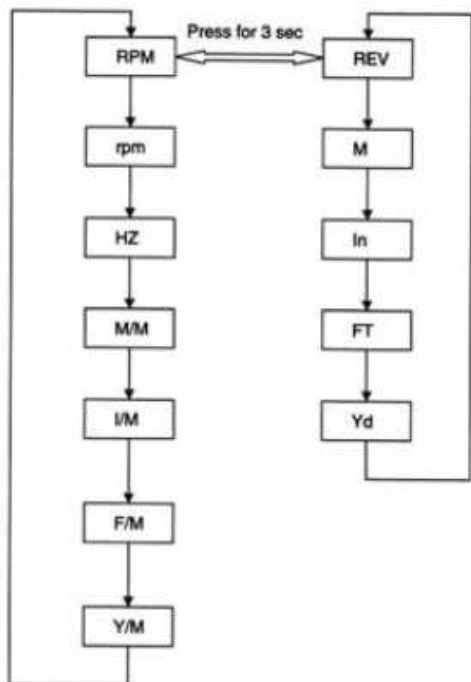 Press for 3 sec
RPM
REV
rpm
M
HZ
In
M/M
FT
I/M
Yd
F/M
Y/M